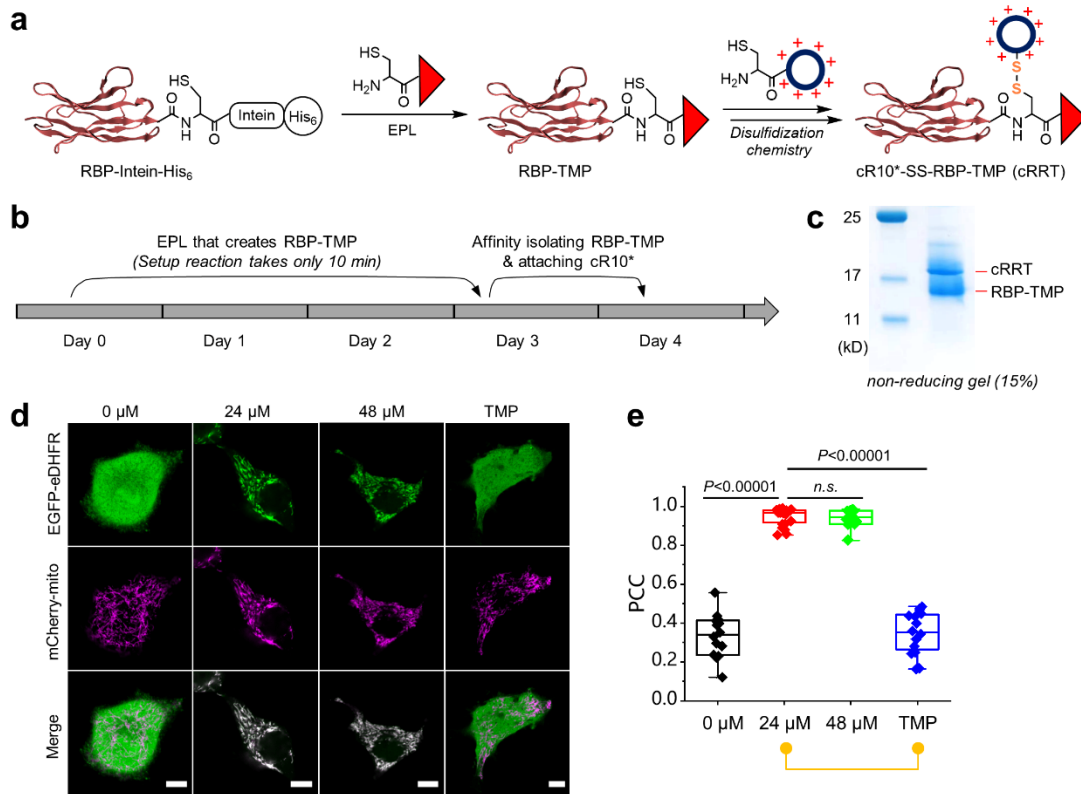 a
HS
N
H
O
O
Intein
His6
RBP-Intein-His6
HS
H2N
O
EPL
HS
O
N
H
O
RBP-TMP
HS
H2N
O
+ + + + + + + +
Disulfidization
chemistry
+ + + + + + + +
S
S
O
N
H
O
cR10*-SS-RBP-TMP (cRRT)
b
EPL that creates RBP-TMP
(Setup reaction takes only 10 min)
Affinity isolating RBP-TMP
& attaching cR10*
Day 0 Day 1 Day 2 Day 3 Day 4
c
25
17
11
(kD)
cRRT
RBP-TMP
non-reducing gel (15%)
d
0 µM 24 µM 48 µM TMP
EGFP-eDHFR
mCherry-mito
Merge
e
P<0.00001
P<0.00001 n.s.
PCC
1.0
0.8
0.6
0.4
0.2
0.0
0 µM 24 µM 48 µM TMP